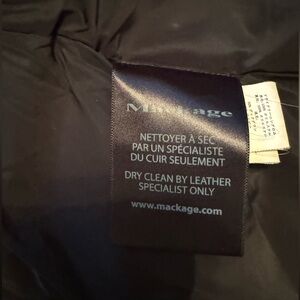 Mackage
NETTOYER À SEC
PAR UN SPÉCIALISTE
DU CUIR SEULEMENT
DRY CLEAN BY LEATHER
SPECIALIST ONLY
www.mackage.com